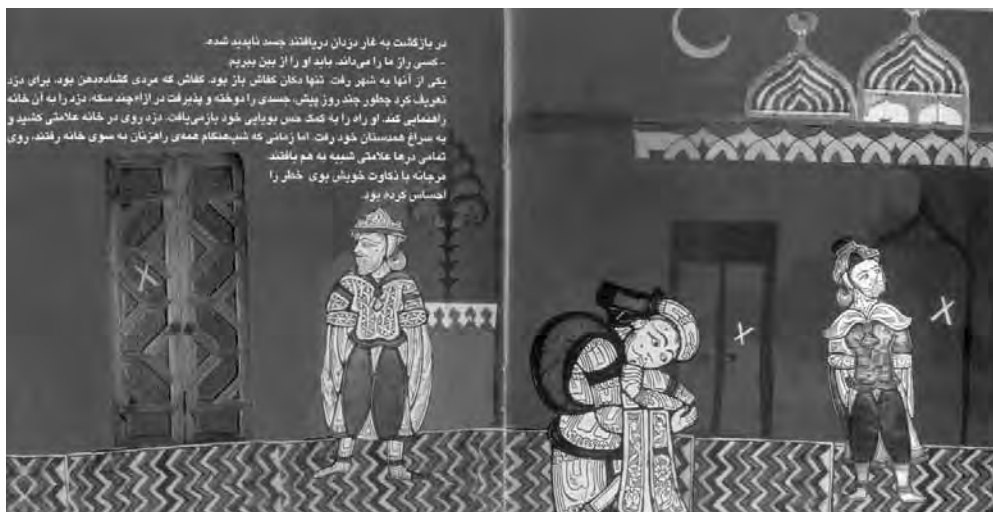 در بازگشت به غار دزدان دریافتند جسد ناپدید شده.
- کسی راز ما را می‌داند. باید او را از بین ببریم.
یکی از آنها به شهر رفت. تنها دکان کفاش باز بود. کفاش که مردی گشاده‌دهن بود، برای دزد
تعریف کرد چطور چند روز پیش، جسدی را دوخته و پذیرفت در ازاء چند سکه، دزد را به آن خانه
راهنمایی کند. او راه را به کمک حس بویایی خود بازمی‌یافت. دزد روی در خانه علامتی کشید و
به سراغ همدستان خود رفت. اما زمانی که شب‌هنگام همه‌ی راهزنان به سوی خانه رفتند، روی
تمامی درها علامتی شبیه به هم یافتند.
مرجانه با ذکاوت خویش بوی خطر را
احساس کرده بود.